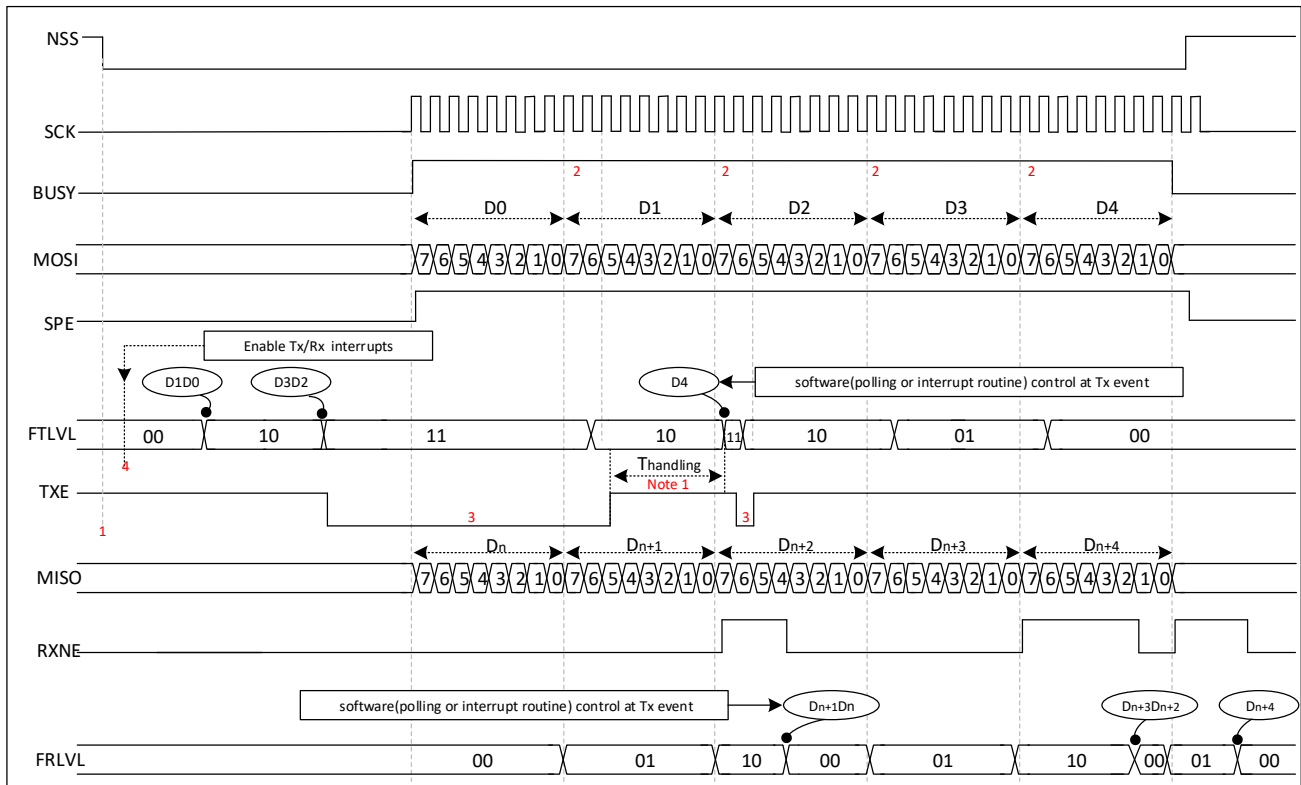 NSS
SCK
BUSY
2 2 2 2
D0 D1 D2 D3 D4
MOSI
7 6 5 4 3 2 1 0 7 6 5 4 3 2 1 0 7 6 5 4 3 2 1 0 7 6 5 4 3 2 1 0 7 6 5 4 3 2 1 0
SPE
Enable Tx/Rx interrupts
D1D0 D3D2 D4 software(polling or interrupt routine) control at Tx event
FTLVL 00 10 11 10 11 10 01 00
4
Thandling
Note 1
TXE
3 3
1
Dn Dn+1 Dn+2 Dn+3 Dn+4
MISO
7 6 5 4 3 2 1 0 7 6 5 4 3 2 1 0 7 6 5 4 3 2 1 0 7 6 5 4 3 2 1 0 7 6 5 4 3 2 1 0
RXNE
software(polling or interrupt routine) control at Tx event Dn+1Dn Dn+3Dn+2 Dn+4
FRLVL 00 01 10 00 01 10 00 01 00